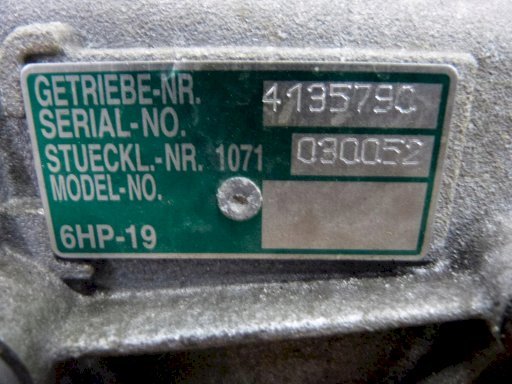 GETRIEBE-NR. 4135790
SERIAL-NO.
STUECKL.-NR. 1071 030052
MODEL-NO.
6HP-19